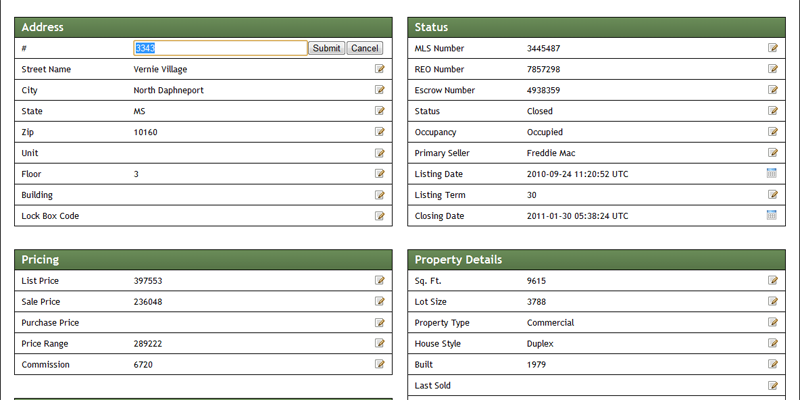 Address
# 3343 Submit Cancel
Street Name Vernie Village
City North Daphneport
State MS
Zip 10160
Unit
Floor 3
Building
Lock Box Code
Status
MLS Number 3445487
REO Number 7857298
Escrow Number 4938359
Status Closed
Occupancy Occupied
Primary Seller Freddie Mac
Listing Date 2010-09-24 11:20:52 UTC
Listing Term 30
Closing Date 2011-01-30 05:38:24 UTC
Pricing
List Price 397553
Sale Price 236048
Purchase Price
Price Range 289222
Commission 6720
Property Details
Sq. Ft. 9615
Lot Size 3788
Property Type Commercial
House Style Duplex
Built 1979
Last Sold